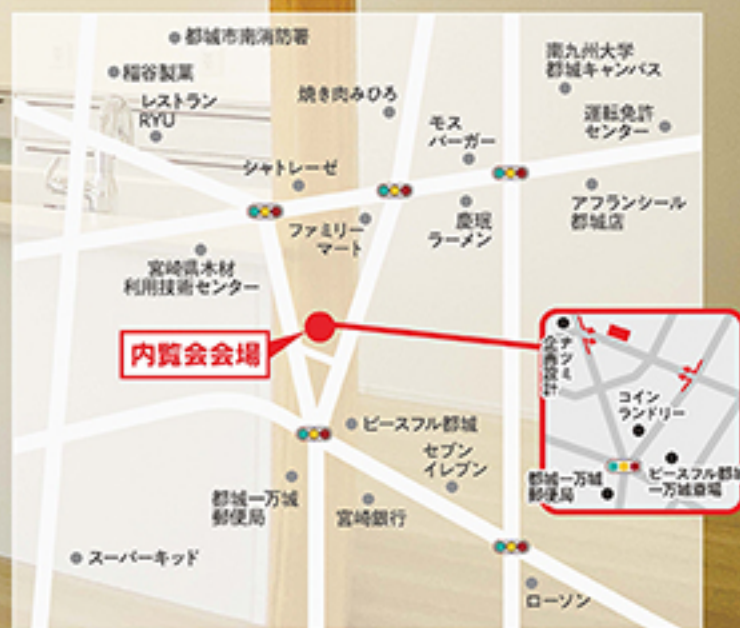 都城市南消防署
稲谷製菓
レストラン
RYU
焼き肉みひろ
南九州大学
都城キャンパス
モス
バーガー
運転免許
センター
シャトレーゼ
ファミリー
マート
慶珉
ラーメン
アフランシール
都城店
宮崎県木材
利用技術センター
内覧会会場
ナツミ
企画設計
コイン
ランドリー
ピースフル都城
一万城斎場
都城一万城
郵便局
ピースフル都城
セブン
イレブン
都城一万城
郵便局
宮崎銀行
スーパーキッド
ローソン